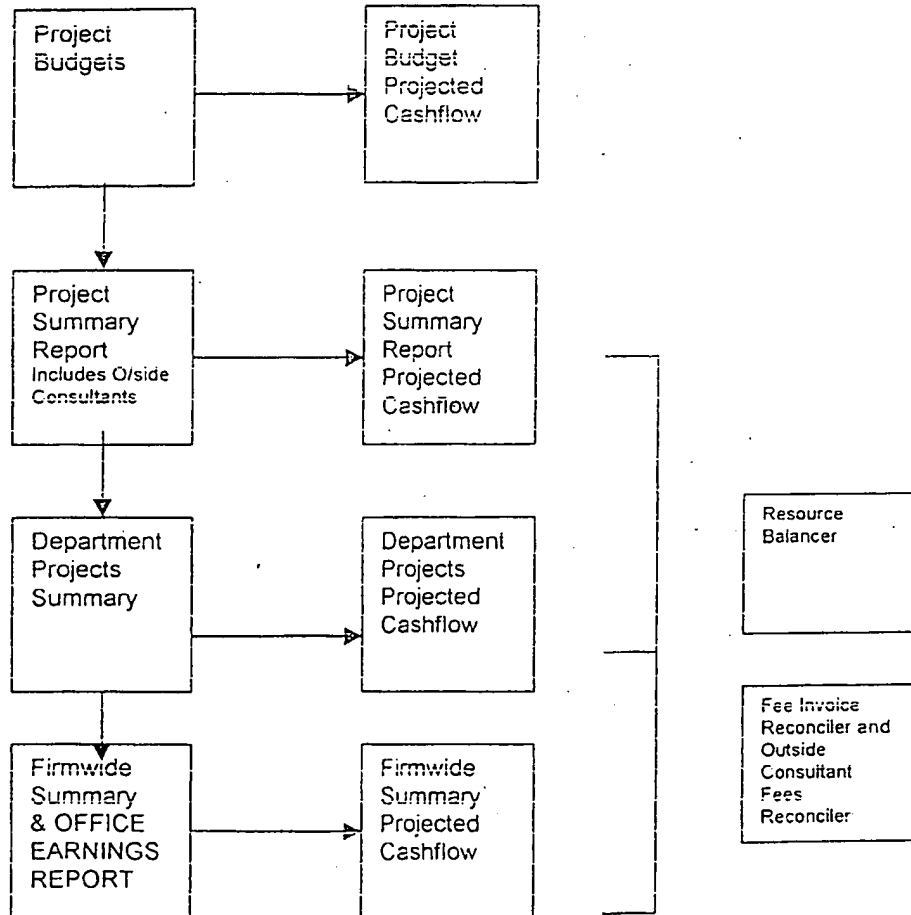 Project
Budgets
Project
Budget
Projected
Cashflow
Project
Summary
Report
Includes O/side
Consultants
Project
Summary
Report
Projected
Cashflow
Department
Projects
Summary
Department
Projects
Projected
Cashflow
Resource
Balancer
Fee Invoice
Reconciler and
Outside
Consultant
Fees
Reconciler
Firmwide
Summary
& OFFICE
EARNINGS
REPORT
Firmwide
Summary
Projected
Cashflow